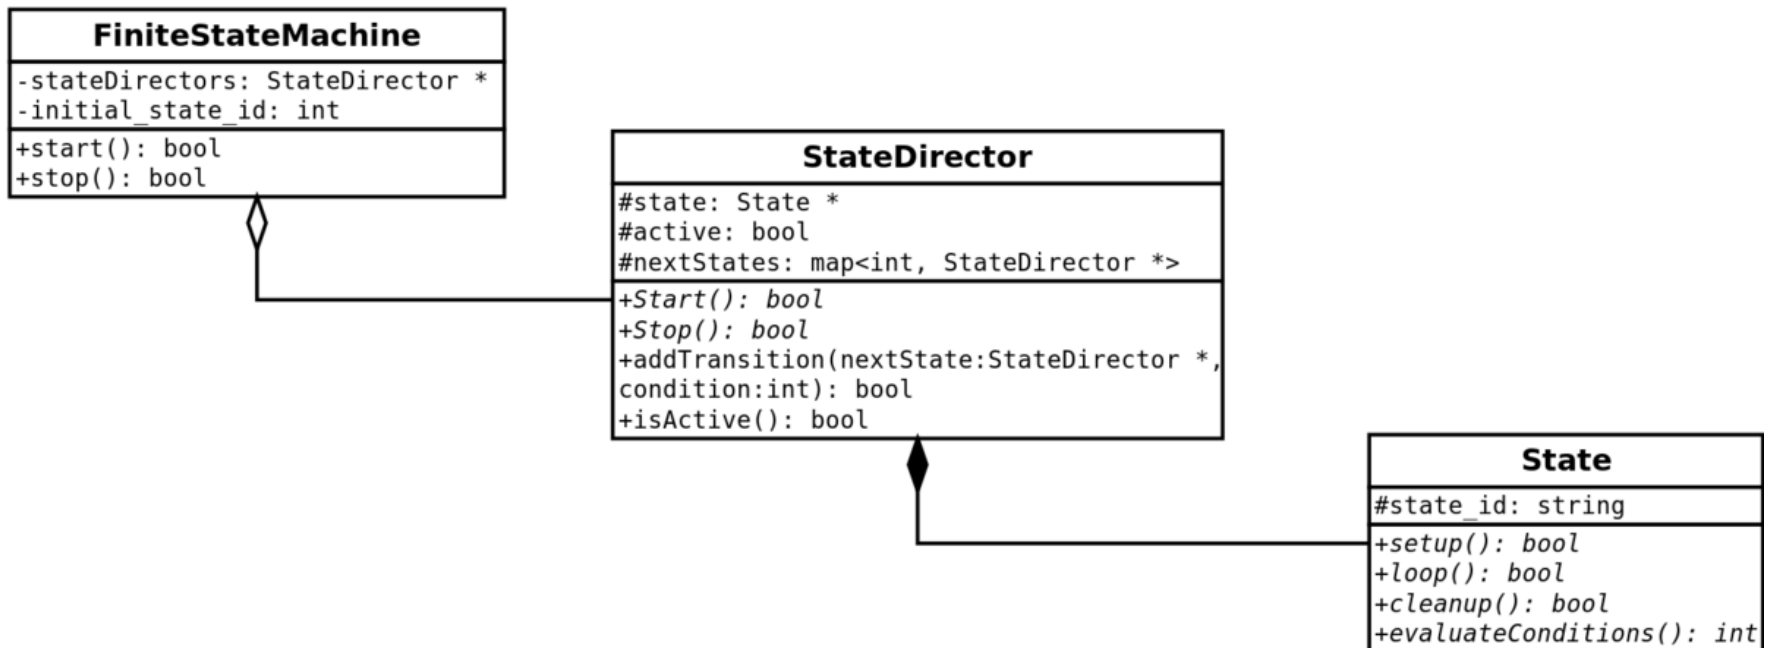 FiniteStateMachine
-stateDirectors: StateDirector *
-initial_state_id: int
+start(): bool
+stop(): bool
StateDirector
#state: State *
#active: bool
#nextStates: map<int, StateDirector *>
+Start(): bool
+Stop(): bool
+addTransition(nextState:StateDirector *,
condition:int): bool
+isActive(): bool
State
#state_id: string
+setup(): bool
+loop(): bool
+cleanup(): bool
+evaluateConditions(): int